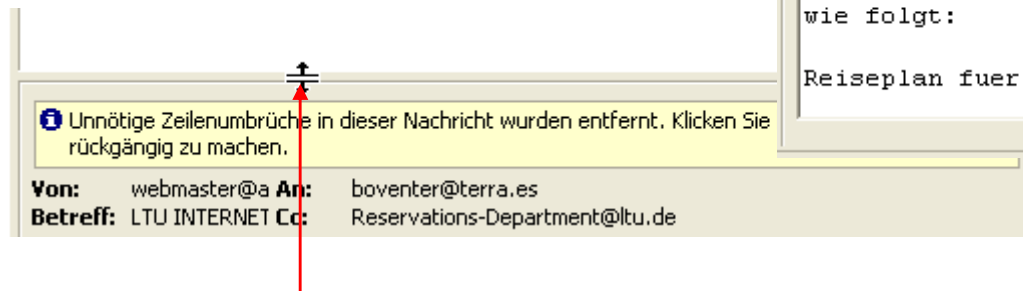 wie folgt:
Reiseplan fuer
Unnötige Zeilenumbrüche in dieser Nachricht wurden entfernt. Klicken Sie
rückgängig zu machen.
Von: webmaster@a An: boventer@terra.es
Betreff: LTU INTERNET Cc: Reservations-Department@ltu.de